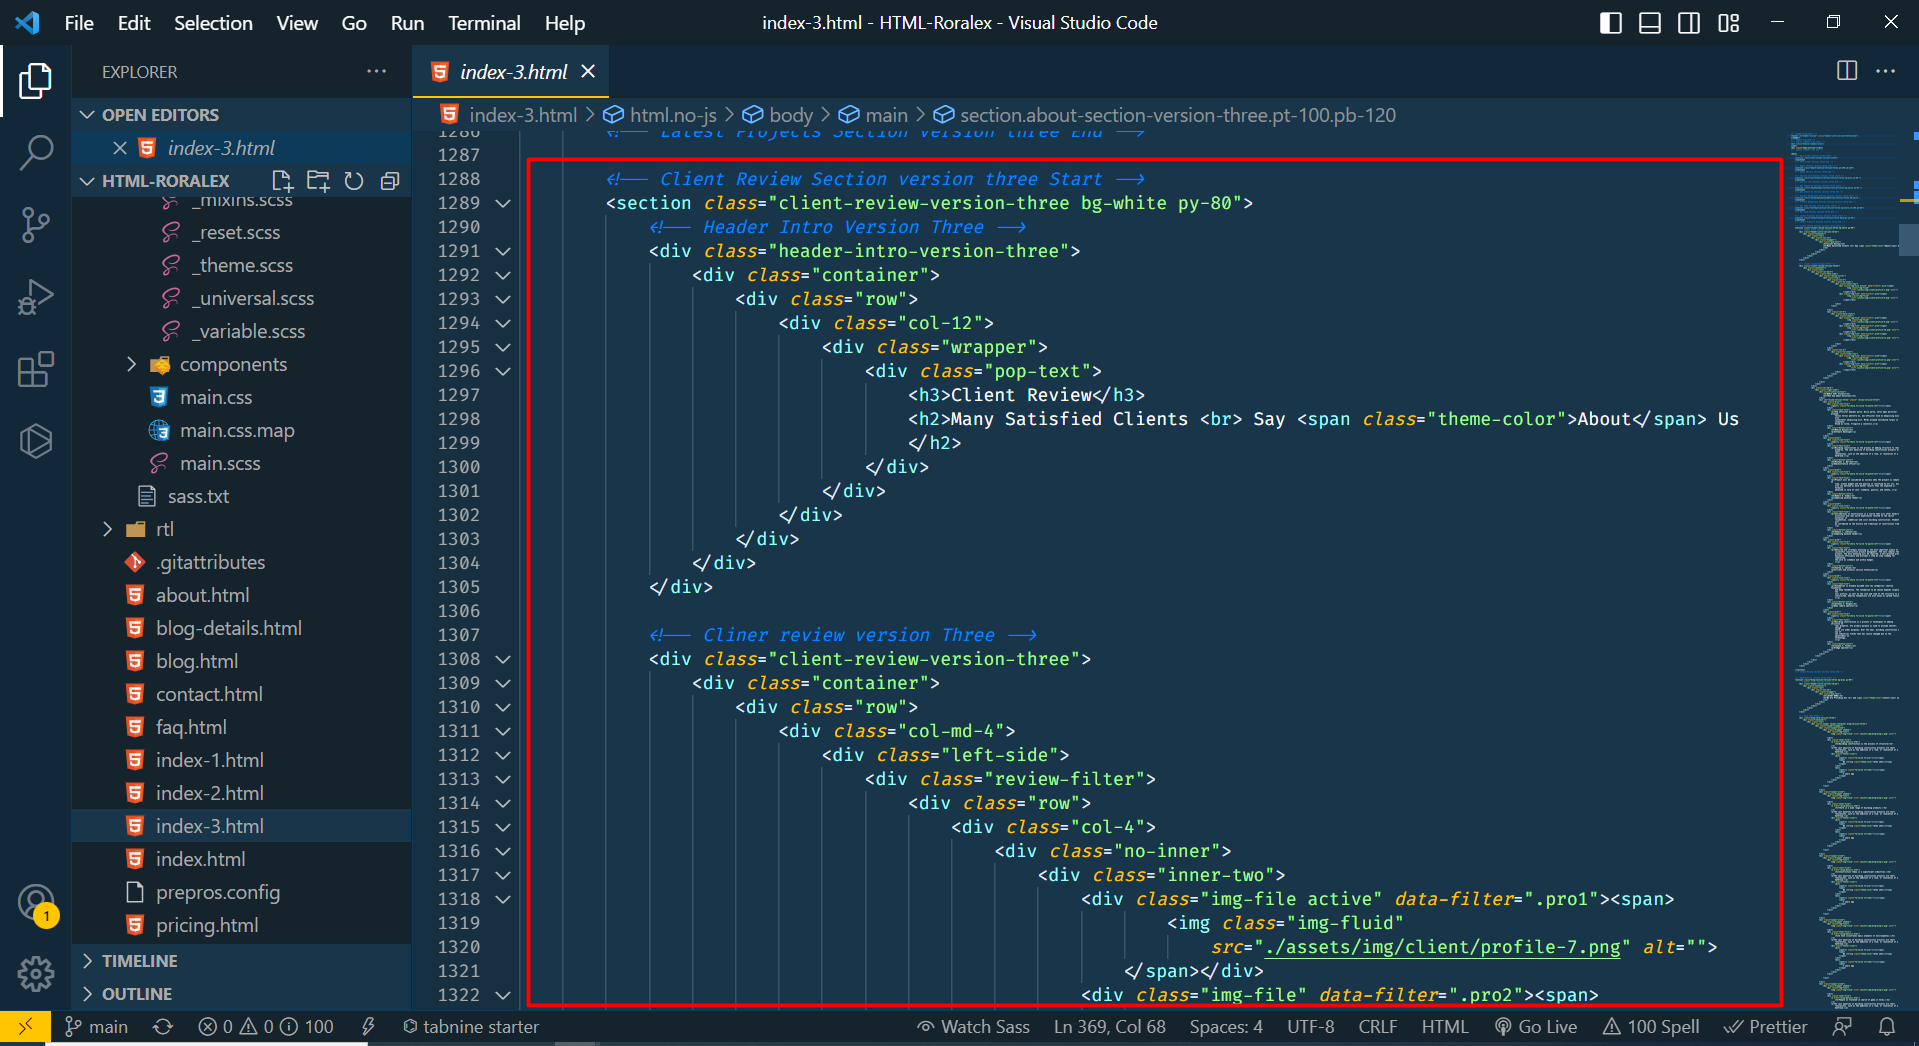 File Edit Selection View Go Run Terminal Help
index-3.html - HTML-Roralex - Visual Studio Code
EXPLORER
OPEN EDITORS
index-3.html
HTML-RORALEX
_mixins.scss
_reset.scss
_theme.scss
_universal.scss
_variable.scss
components
main.css
main.css.map
main.scss
sass.txt
rtl
.gitattributes
about.html
blog-details.html
blog.html
contact.html
faq.html
index-1.html
index-2.html
index-3.html
index.html
prepros.config
pricing.html
TIMELINE
OUTLINE
1
index-3.html
index-3.html > html.no-js > body > main > section.about-section-version-three.pt-100.pb-120
1286 <!-- Latest Projects Section version three End -->
1287
1288 <!-- Client Review Section version three Start -->
1289 <section class="client-review-version-three bg-white py-80">
1290 <!-- Header Intro Version Three -->
1291 <div class="header-intro-version-three">
1292 <div class="container">
1293 <div class="row">
1294 <div class="col-12">
1295 <div class="wrapper">
1296 <div class="pop-text">
1297 <h3>Client Review</h3>
1298 <h2>Many Satisfied Clients <br> Say <span class="theme-color">About</span> Us
1299 </h2>
1300 </div>
1301 </div>
1302 </div>
1303 </div>
1304 </div>
1305 </div>
1306
1307 <!-- Cliner review version Three -->
1308 <div class="client-review-version-three">
1309 <div class="container">
1310 <div class="row">
1311 <div class="col-md-4">
1312 <div class="left-side">
1313 <div class="review-filter">
1314 <div class="row">
1315 <div class="col-4">
1316 <div class="no-inner">
1317 <div class="inner-two">
1318 <div class="img-file active" data-filter=".pro1"><span>
1319 <img class="img-fluid"
1320 src="./assets/img/client/profile-7.png" alt="">
1321 </span></div>
1322 <div class="img-file" data-filter=".pro2"><span>
main 0 0 100 tabnine starter Watch Sass Ln 369, Col 68 Spaces: 4 UTF-8 CRLF HTML Go Live 100 Spell Prettier